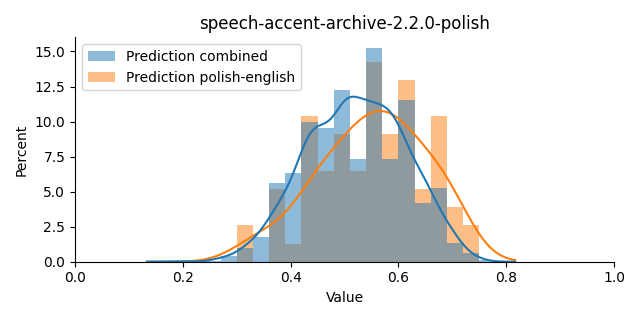 speech-accent-archive-2.2.0-polish
Prediction combined
Prediction polish-english
Percent
15.0
12.5
10.0
7.5
5.0
2.5
0.0
0.0 0.2 0.4 0.6 0.8 1.0
Value